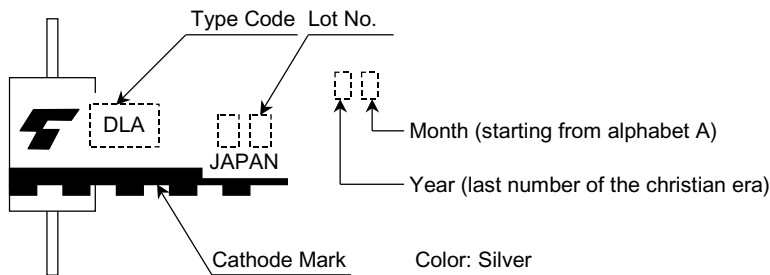 Type Code
Lot No.
DLA
JAPAN
Month (starting from alphabet A)
Year (last number of the christian era)
Cathode Mark
Color: Silver